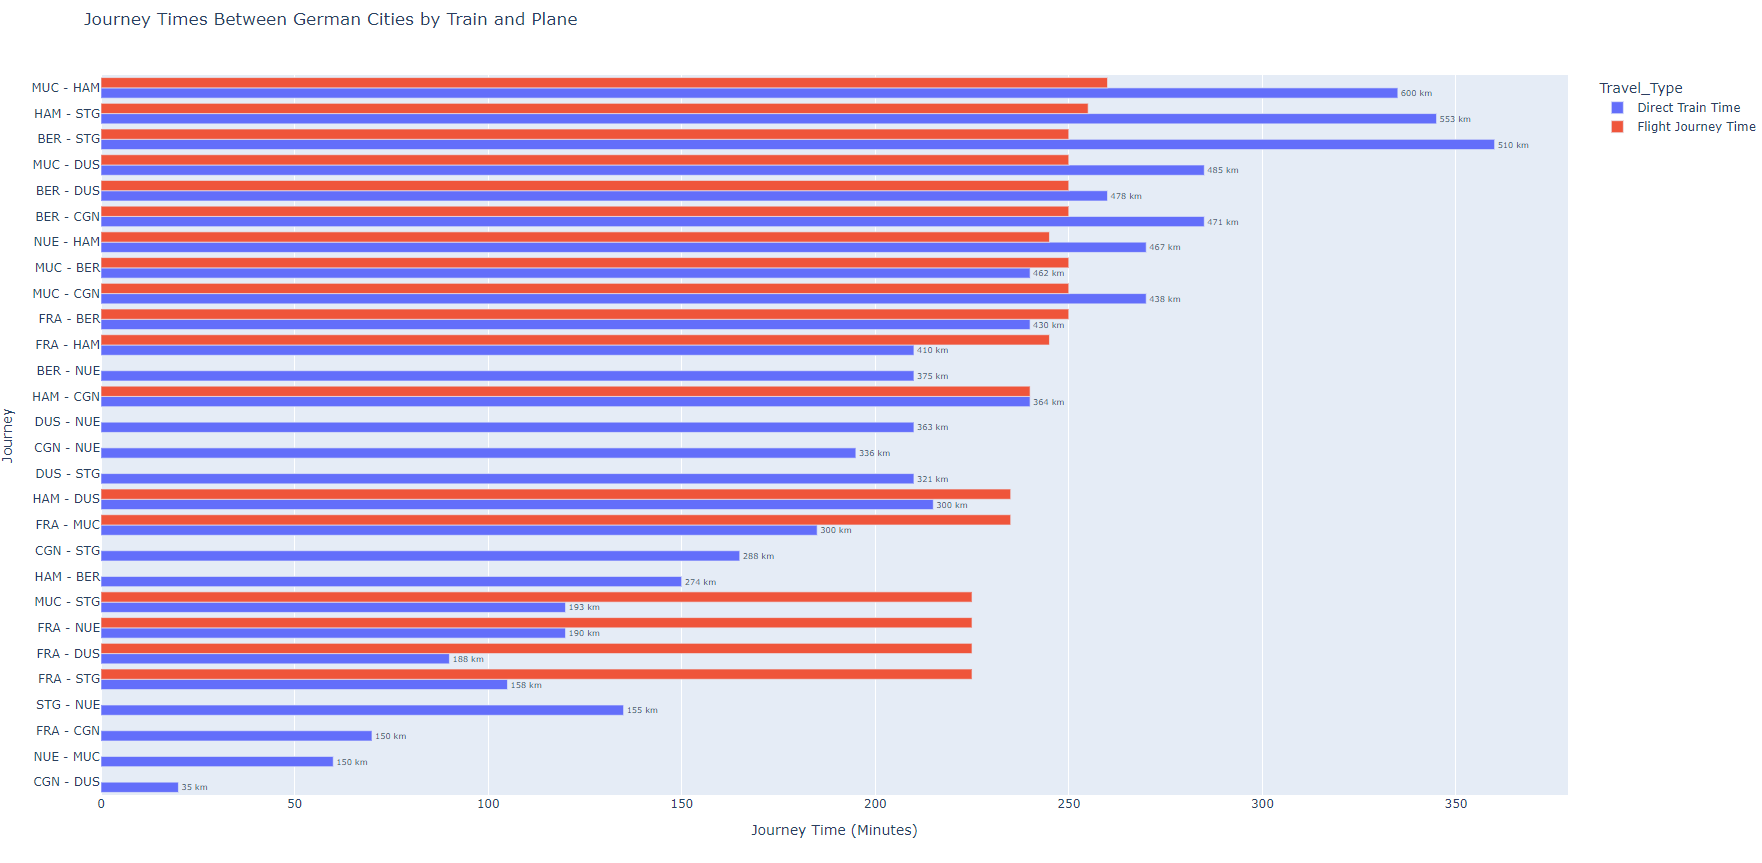 Journey Times Between German Cities by Train and Plane
Travel_Type
Direct Train Time
Flight Journey Time
Journey
MUC - HAM
600 km
HAM - STG
553 km
BER - STG
510 km
MUC - DUS
485 km
BER - DUS
478 km
BER - CGN
471 km
NUE - HAM
467 km
MUC - BER
462 km
MUC - CGN
438 km
FRA - BER
430 km
FRA - HAM
410 km
BER - NUE
375 km
HAM - CGN
364 km
DUS - NUE
363 km
CGN - NUE
336 km
DUS - STG
321 km
HAM - DUS
300 km
FRA - MUC
300 km
CGN - STG
288 km
HAM - BER
274 km
MUC - STG
193 km
FRA - NUE
190 km
FRA - DUS
188 km
FRA - STG
158 km
STG - NUE
155 km
FRA - CGN
150 km
NUE - MUC
150 km
CGN - DUS
35 km
0 50 100 150 200 250 300 350
Journey Time (Minutes)